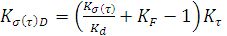 K_{σ(τ)D} = (K_{σ(τ)}/K_d + K_F − 1) K_τ